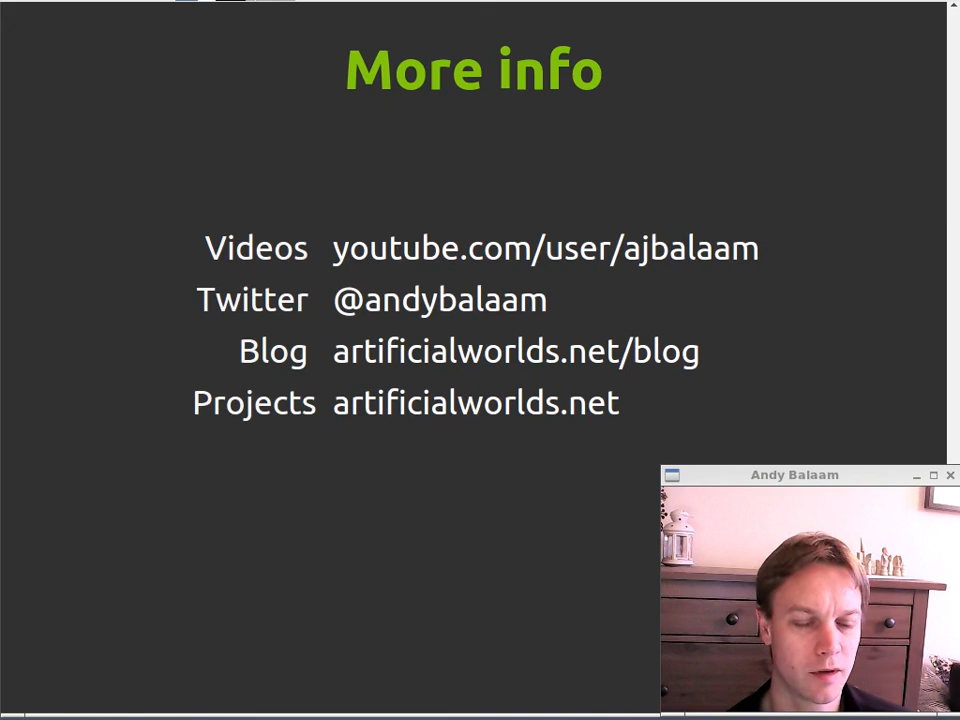 More info
Videos youtube.com/user/ajbalaam
Twitter @andybalaam
Blog artificialworlds.net/blog
Projects artificialworlds.net
Andy Balaam